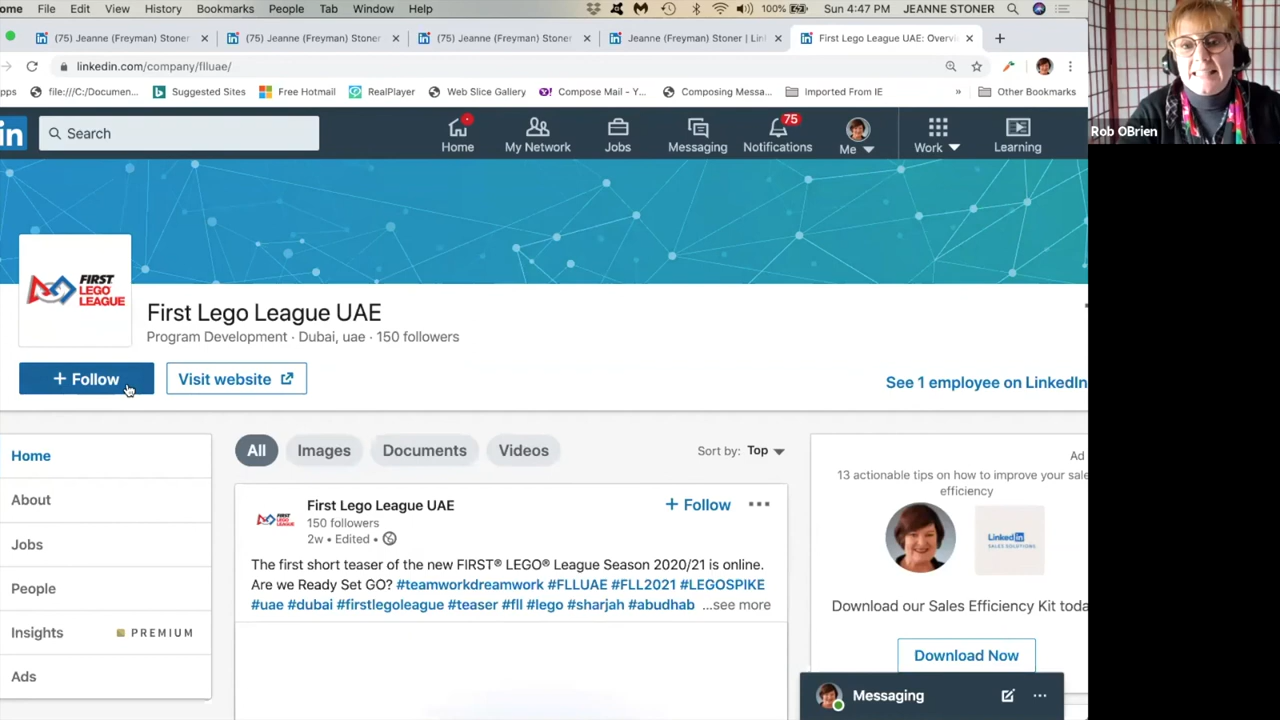 ome File Edit View History Bookmarks People Tab Window Help 100% Sun 4:47 PM JEANNE STONER
(75) Jeanne (Freyman) Stoner (75) Jeanne (Freyman) Stoner (75) Jeanne (Freyman) Stoner Jeanne (Freyman) Stoner | Lin First Lego League UAE: Overvi
linkedin.com/company/flluae/
pps file:///C:/Documen... Suggested Sites Free Hotmail RealPlayer Web Slice Gallery Compose Mail - Y... Composing Messa... Imported From IE » Other Bookmarks
in Search Home My Network Jobs Messaging 75 Notifications Me Work Learning
Rob OBrien
FIRST LEGO LEAGUE
First Lego League UAE
Program Development · Dubai, uae · 150 followers
+ Follow Visit website
See 1 employee on LinkedIn
Home
About
Jobs
People
Insights PREMIUM
Ads
All Images Documents Videos Sort by: Top
First Lego League UAE + Follow
150 followers
2w • Edited •
The first short teaser of the new FIRST® LEGO® League Season 2020/21 is online.
Are we Ready Set GO? #teamworkdreamwork #FLLUAE #FLL2021 #LEGOSPIKE
#uae #dubai #firstlegoleague #teaser #fll #lego #sharjah #abudhab ...see more
Ad
13 actionable tips on how to improve your sale
efficiency
Linked in
SALES SOLUTIONS
Download our Sales Efficiency Kit toda
Download Now
Messaging